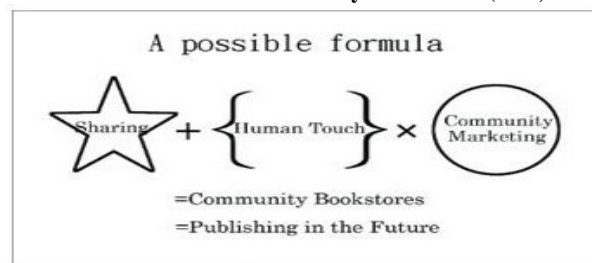 A possible formula
Sharing + {Human Touch} × Community Marketing
=Community Bookstores
=Publishing in the Future